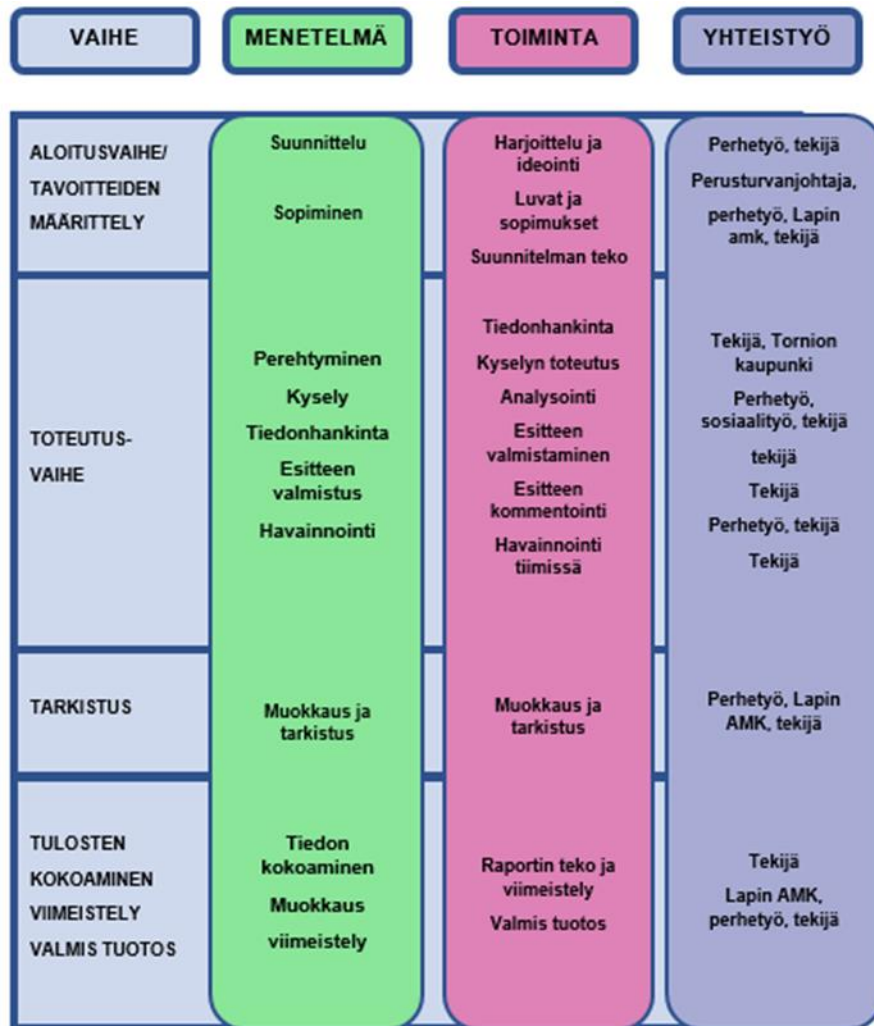 VAIHE
MENETELMÄ
TOIMINTA
YHTEISTYÖ
ALOITUSVAIHE/
TAVOITTEIDEN
MÄÄRITTELY
Suunnittelu
Sopiminen
Harjoittelu ja
ideointi
Luvat ja
sopimukset
Suunnitelman teko
Perhetyö, tekijä
Perusturvanjohtaja,
perhetyö, Lapin
amk, tekijä
TOTEUTUS-
VAIHE
Perehtyminen
Kysely
Tiedonhankinta
Esitteen
valmistus
Havainnointi
Tiedonhankinta
Kyselyn toteutus
Analysointi
Esitteen
valmistaminen
Esitteen
kommentointi
Havainnointi
tiimissä
Tekijä, Tornion
kaupunki
Perhetyö,
sosiaalityö, tekijä
tekijä
Tekijä
Perhetyö, tekijä
Tekijä
TARKISTUS
Muokkaus ja
tarkistus
Muokkaus ja
tarkistus
Perhetyö, Lapin
AMK, tekijä
TULOSTEN
KOKOAMINEN
VIIMEISTELY
VALMIS TUOTOS
Tiedon
kokoaminen
Muokkaus
viimeistely
Raportin teko ja
viimeistely
Valmis tuotos
Tekijä
Lapin AMK,
perhetyö, tekijä